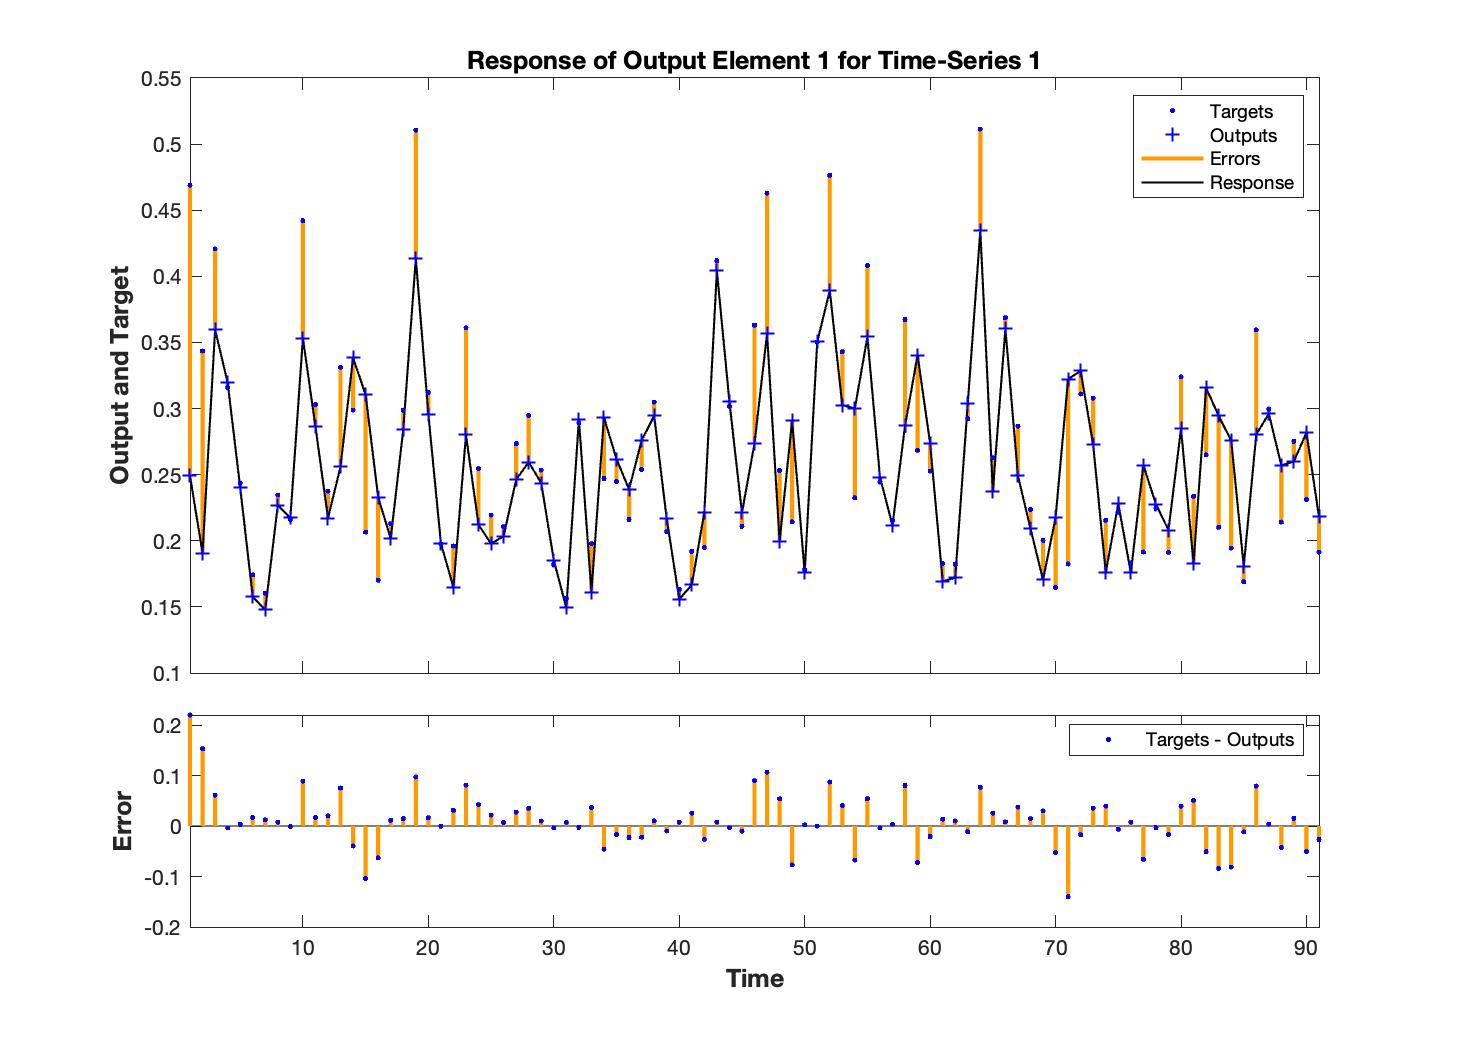 Response of Output Element 1 for Time-Series 1
0.55
0.5
0.45
0.4
0.35
0.3
0.25
0.2
0.15
0.1
Output and Target
Targets
Outputs
Errors
Response
0.2
0.1
0
-0.1
-0.2
Error
Targets - Outputs
10 20 30 40 50 60 70 80 90
Time